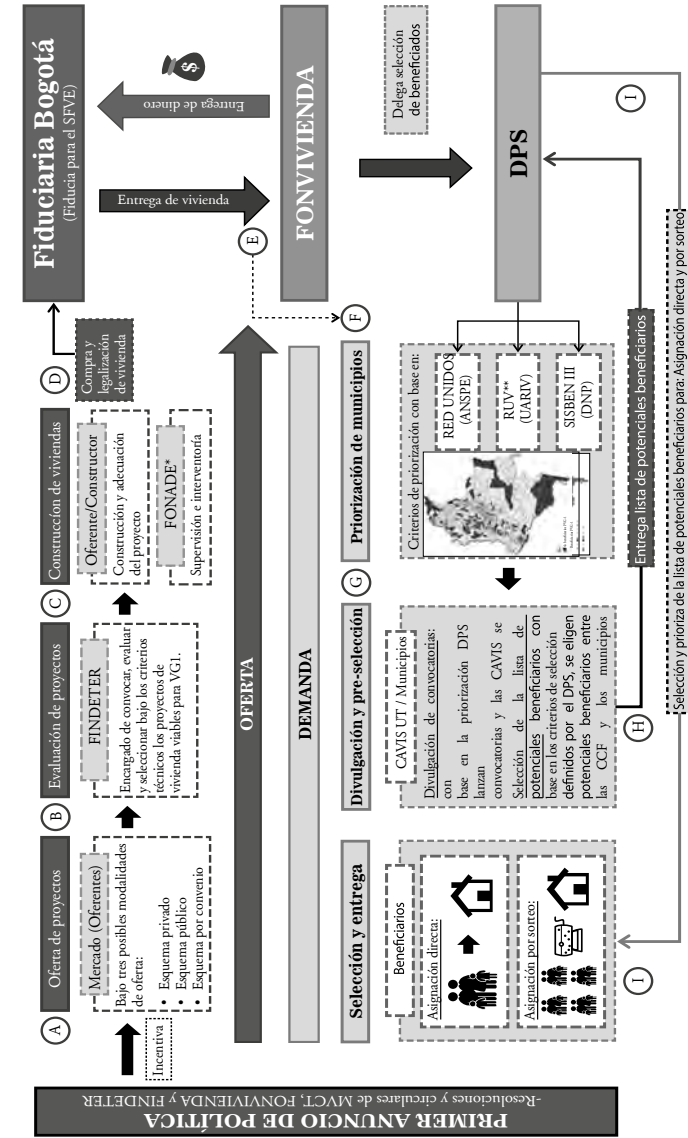 PRIMER ANUNCIO DE POLÍTICA
-Resoluciones y circulares de MVCT, FONVIVIENDA y FINDETER
Incentiva
A
Oferta de proyectos
Mercado (Oferentes)
Bajo tres posibles modalidades
de oferta:
• Esquema privado
• Esquema público
• Esquema por convenio
B
Evaluación de proyectos
FINDETER
Encargado de convocar, evaluar
y seleccionar bajo los criterios
técnicos los proyectos de
vivienda viables para VG1.
C
Construccíon de viviendas
Oferente/Constructor
Construcción y adecuación
del proyecto
FONADE*
Supervisión e interventoría
D
Compra y
legalización
de vivienda
Fiduciaria Bogotá
(Fiducia para el SFVE)
Entrega de vivienda
Entrega de dinero
$
E
FONVIVIENDA
OFERTA
DEMANDA
Delega selección
de beneficiados
DPS
F
Priorización de municipios
Criterios de priorización con base en:
RED UNIDOS
(ANSPE)
RUV**
(UARIV)
SISBEN III
(DNP)
G
Divulgación y pre-selección
CAVIS UT / Municipios
Divulgación de convocatorias:
con
base en la priorización DPS
lanzan
convocatorias y las CAVIS se
Selección de la lista de
potenciales beneficiarios con
base en los criterios de selección
definidos por el DPS, se eligen
potenciales beneficiarios entre
las CCF y los municipios
H
Entrega lista de potenciales beneficiarios
I
Selección y prioriza de la lista de potenciales beneficiarios para: Asignación directa y por sorteo
I
Selección y entrega
Beneficiarios
Asignación directa:
Asignación por sorteo: